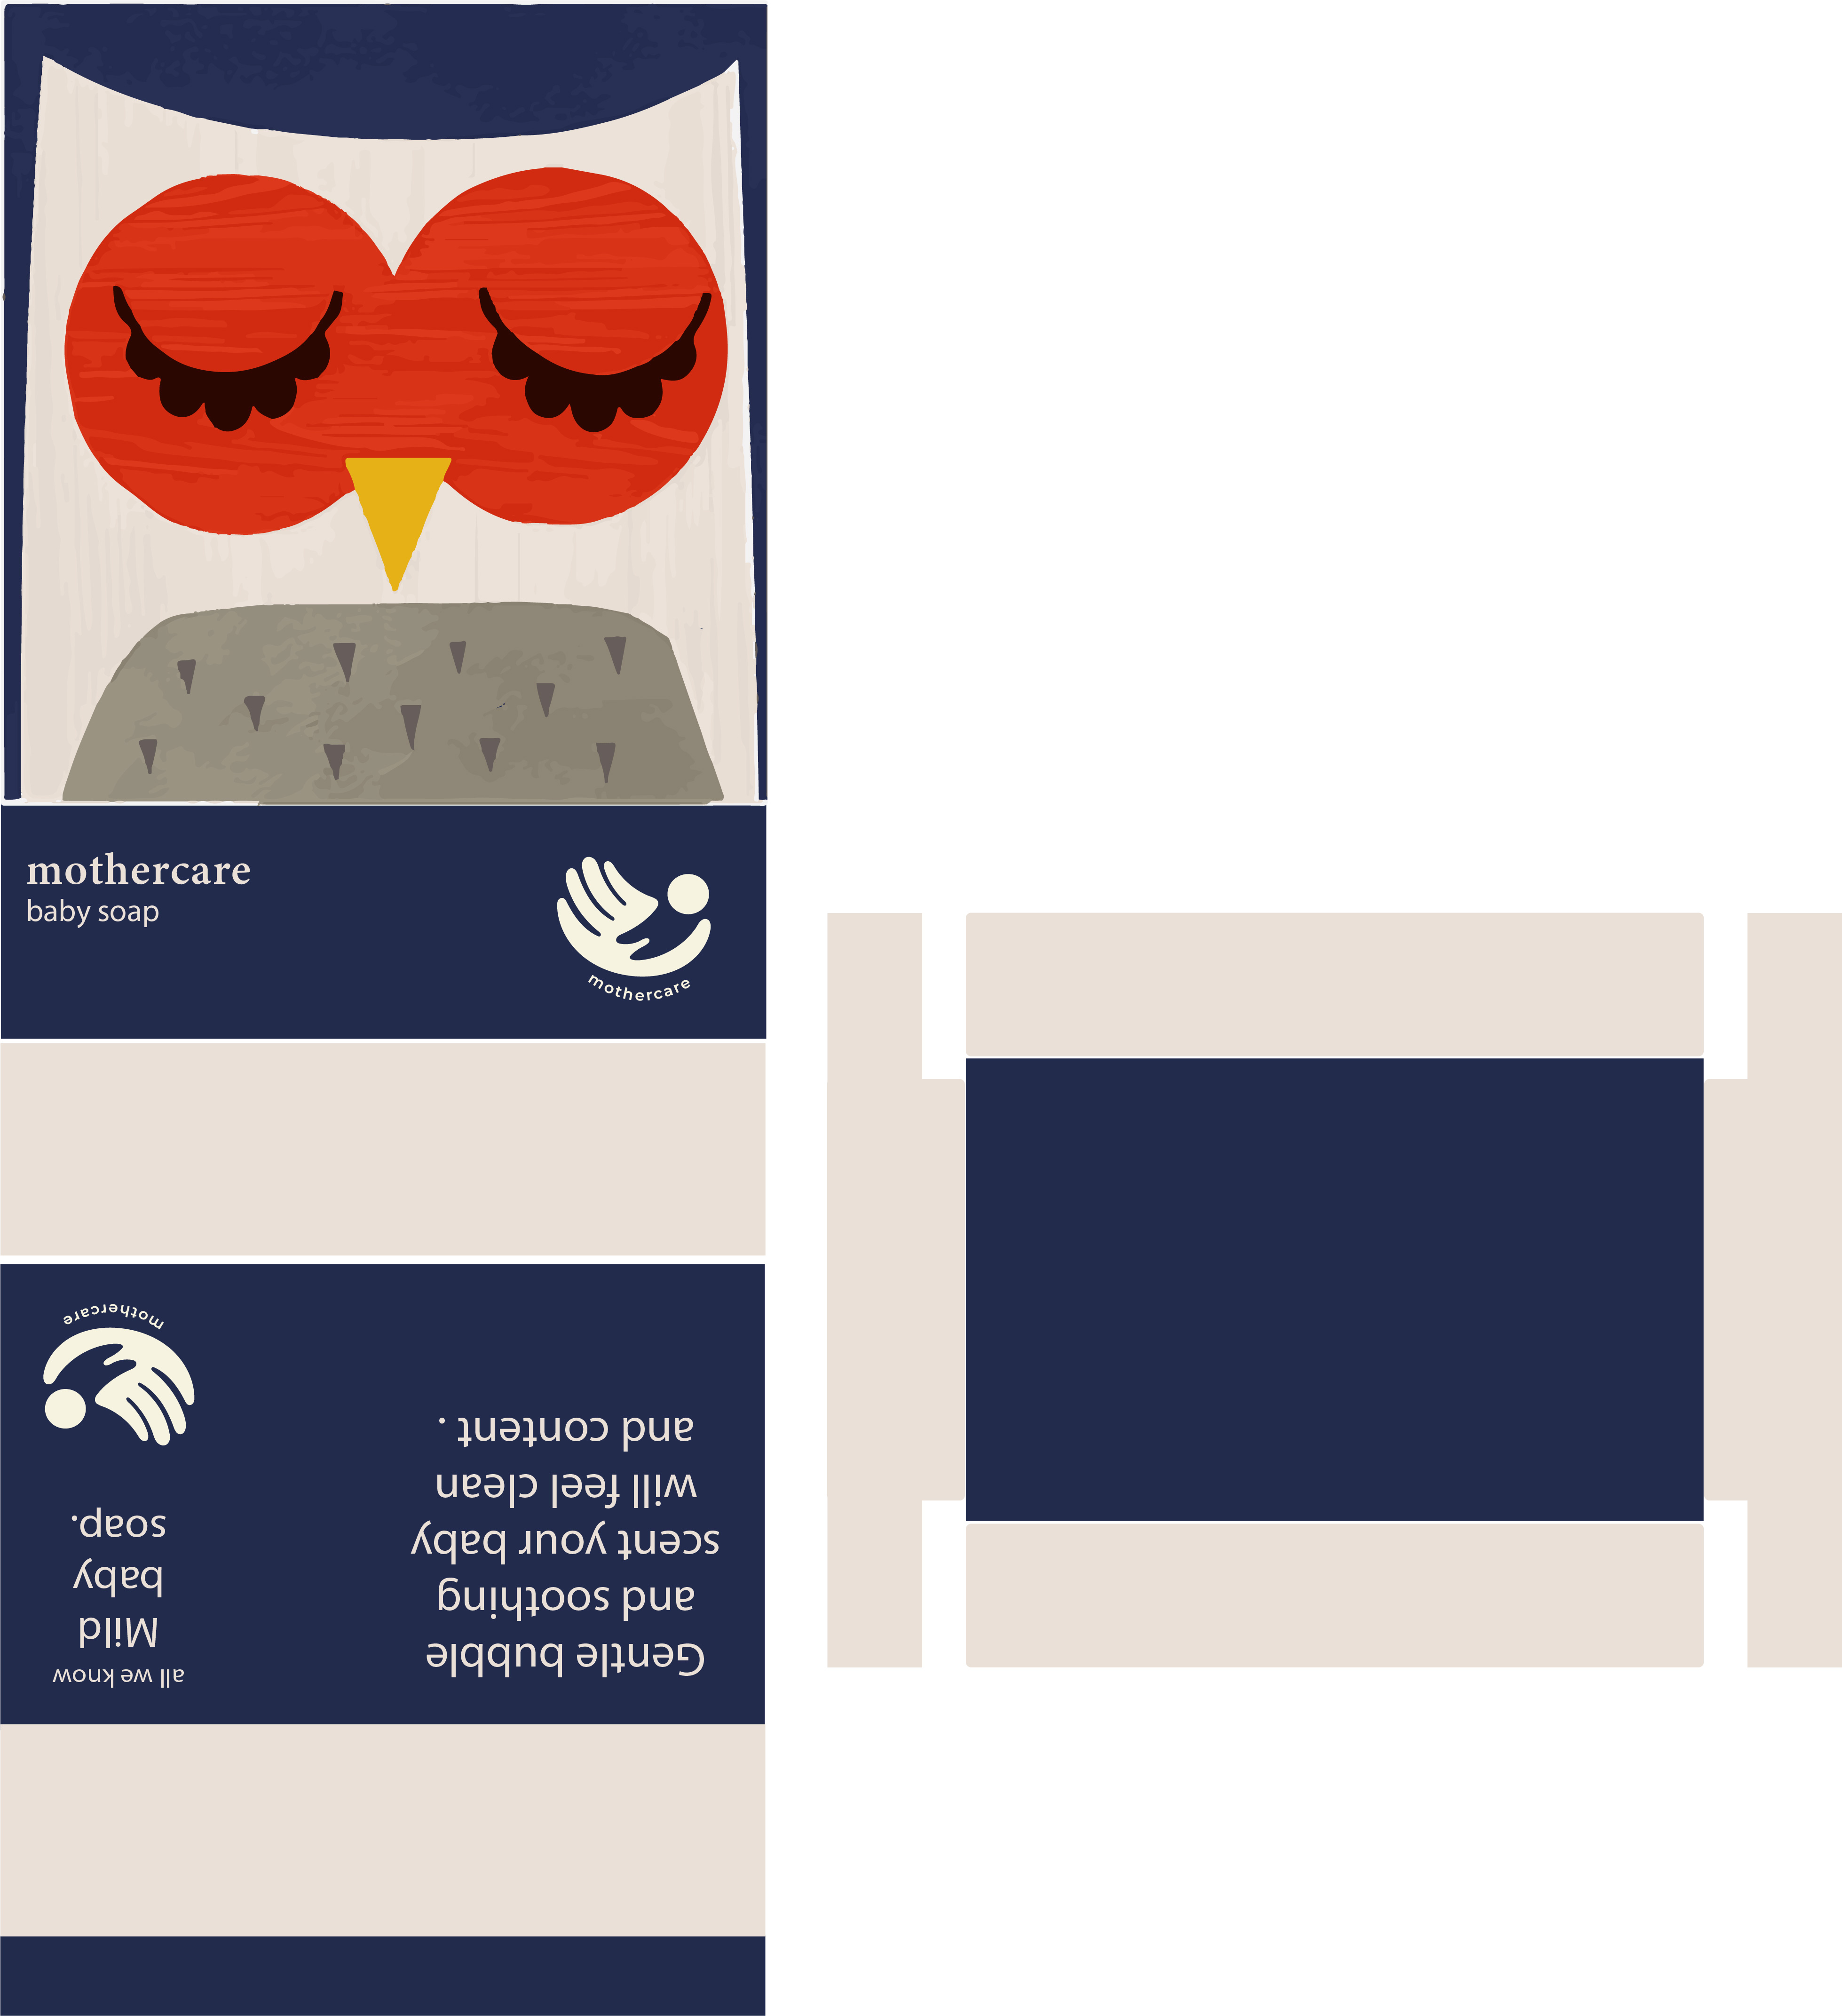 mothercare
baby soap
mothercare
mothercare
all we know
Mild
baby
soap.
Gentle bubble
and soothing
scent your baby
will feel clean
and content .